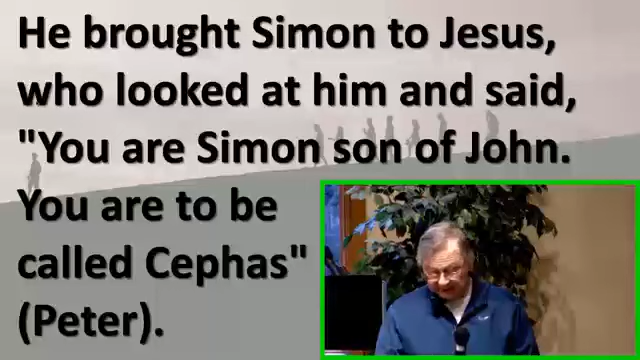 He brought Simon to Jesus,
who looked at him and said,
"You are Simon son of John.
You are to be
called Cephas"
(Peter).